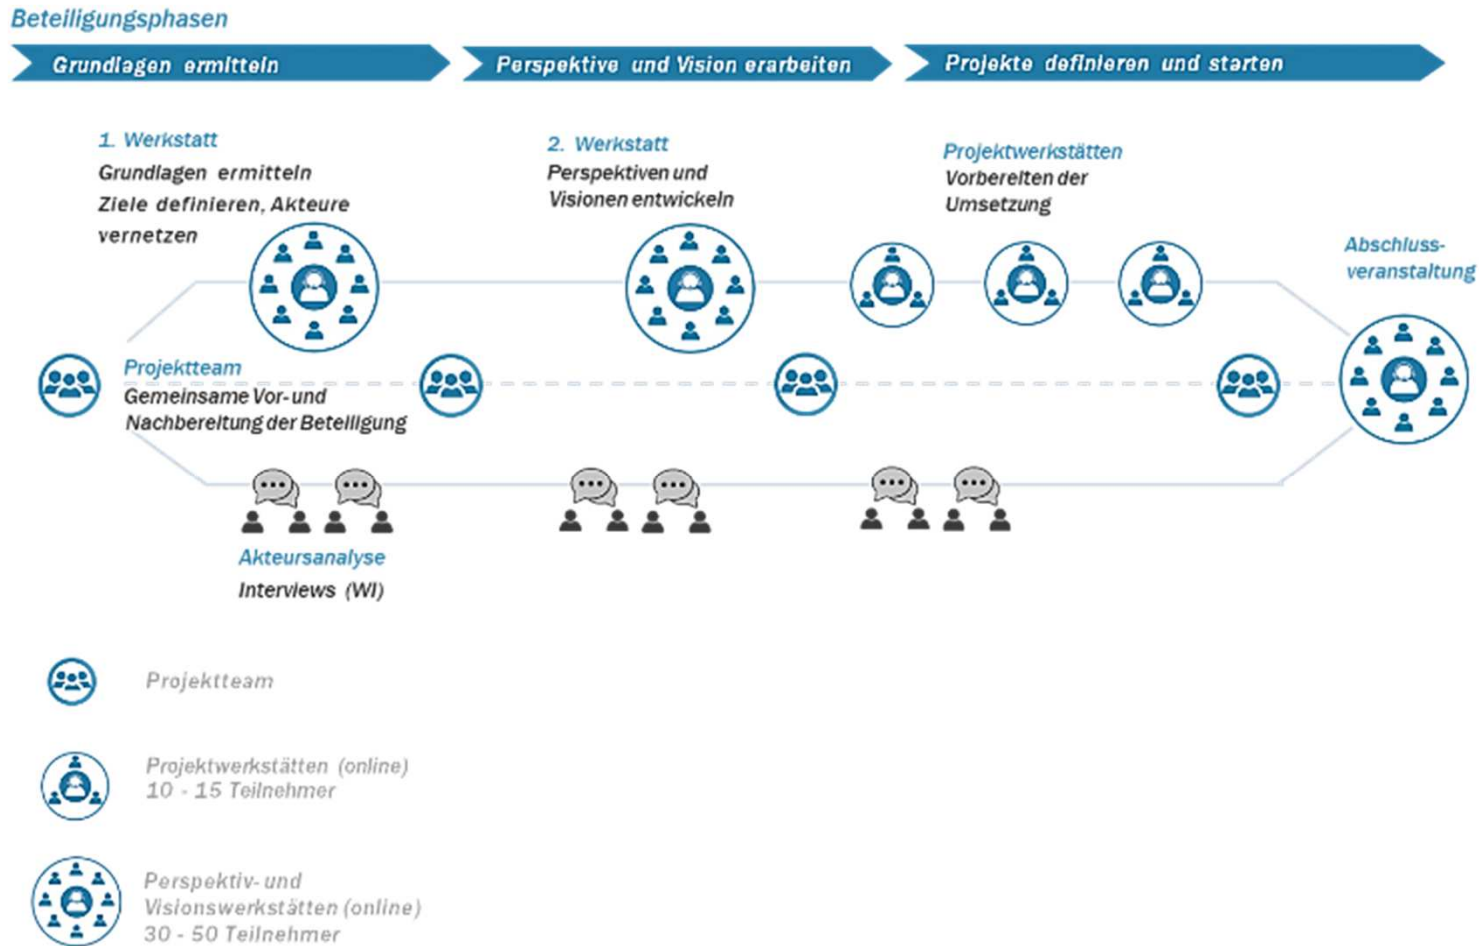 Beteiligungsphasen
Grundlagen ermitteln
Perspektive und Vision erarbeiten
Projekte definieren und starten
1. Werkstatt
Grundlagen ermitteln
Ziele definieren, Akteure
vernetzen
2. Werkstatt
Perspektiven und
Visionen entwickeln
Projektwerkstätten
Vorbereiten der
Umsetzung
Abschluss-
veranstaltung
Projektteam
Gemeinsame Vor- und
Nachbereitung der Beteiligung
Akteursanalyse
Interviews (WI)
Projektteam
Projektwerkstätten (online)
10 - 15 Teilnehmer
Perspektiv- und
Visionswerkstätten (online)
30 - 50 Teilnehmer